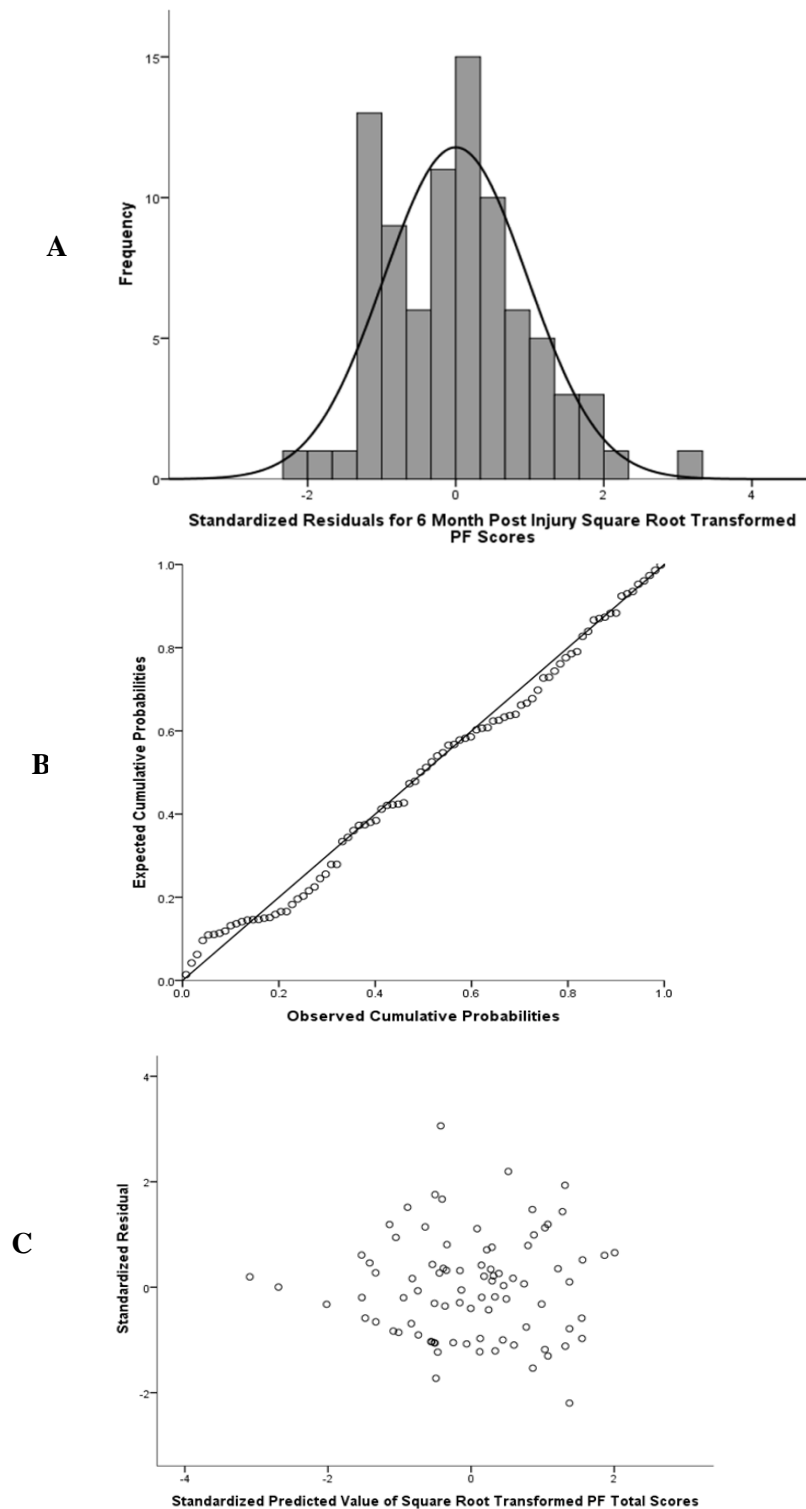 A
Frequency
15
10
5
0
-2
0
2
4
Standardized Residuals for 6 Month Post Injury Square Root Transformed
PF Scores
B
Expected Cumulative Probabilities
1.0
0.8
0.6
0.4
0.2
0.0
0.0
0.2
0.4
0.6
0.8
1.0
Observed Cumulative Probabilities
C
Standardized Residual
4
2
0
-2
-4
-2
0
2
Standardized Predicted Value of Square Root Transformed PF Total Scores